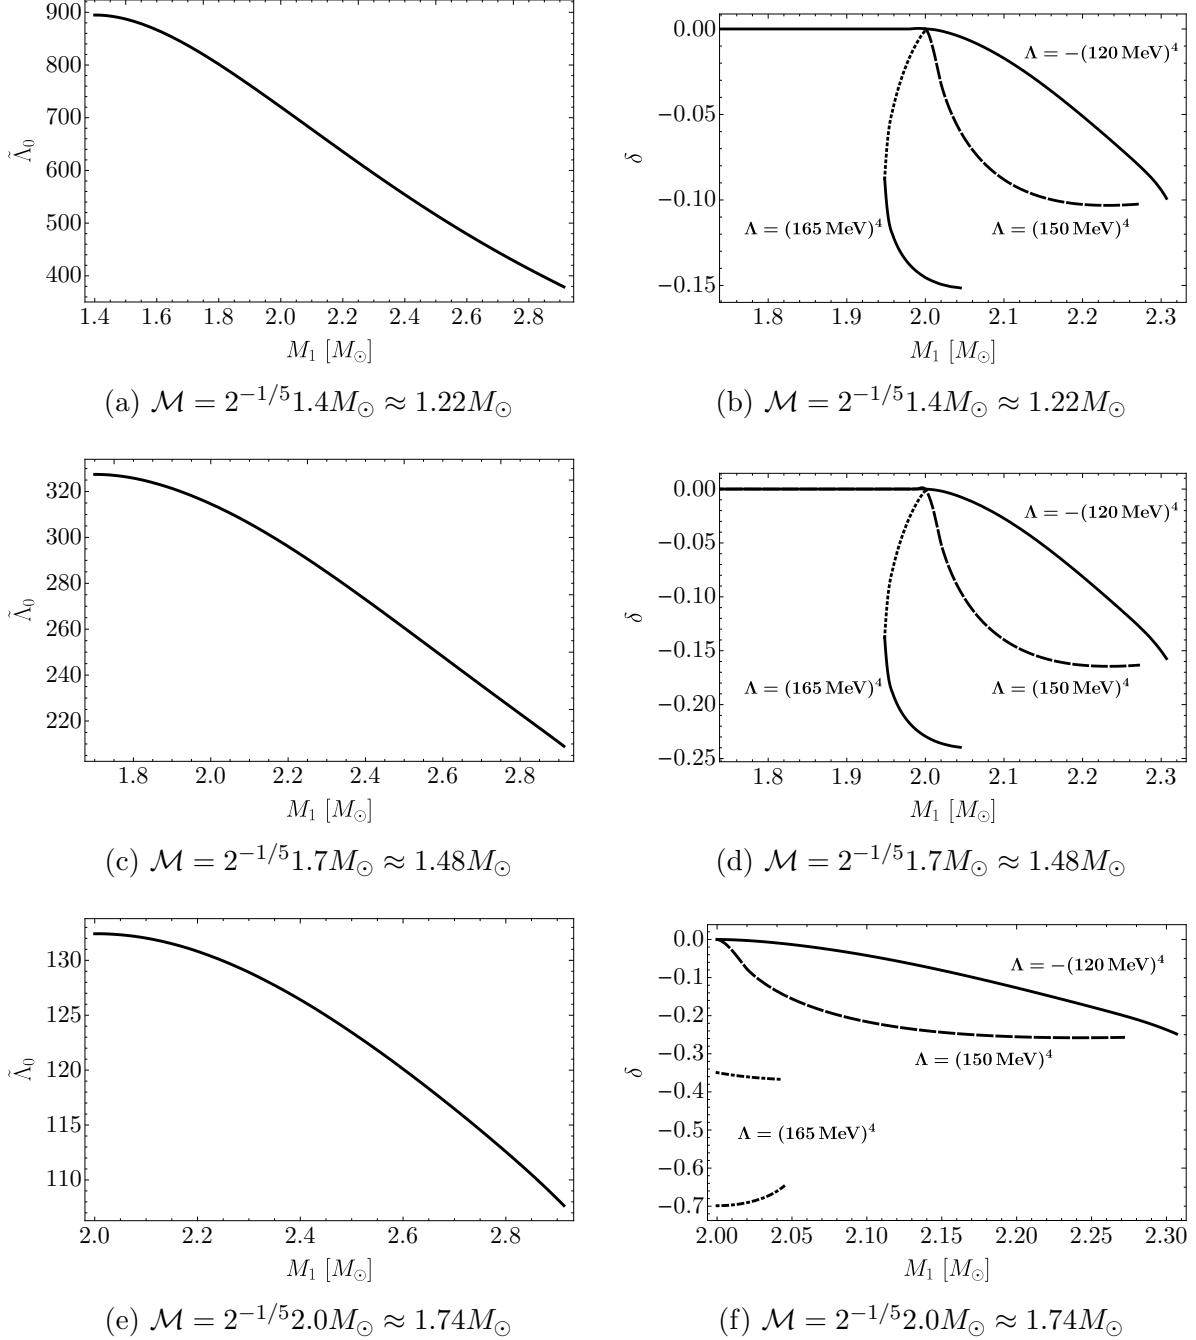 900
800
700
600
500
400
Λ̃₀
1.4 1.6 1.8 2.0 2.2 2.4 2.6 2.8
M₁ [M⊙]
(a) ℳ = 2^{-1/5}1.4M⊙ ≈ 1.22M⊙
0.00
−0.05
−0.10
−0.15
δ
Λ = −(120 MeV)⁴
Λ = (165 MeV)⁴
Λ = (150 MeV)⁴
1.8 1.9 2.0 2.1 2.2 2.3
M₁ [M⊙]
(b) ℳ = 2^{-1/5}1.4M⊙ ≈ 1.22M⊙
320
300
280
260
240
220
Λ̃₀
1.8 2.0 2.2 2.4 2.6 2.8
M₁ [M⊙]
(c) ℳ = 2^{-1/5}1.7M⊙ ≈ 1.48M⊙
0.00
−0.05
−0.10
−0.15
−0.20
−0.25
δ
Λ = −(120 MeV)⁴
Λ = (165 MeV)⁴
Λ = (150 MeV)⁴
1.8 1.9 2.0 2.1 2.2 2.3
M₁ [M⊙]
(d) ℳ = 2^{-1/5}1.7M⊙ ≈ 1.48M⊙
130
125
120
115
110
Λ̃₀
2.0 2.2 2.4 2.6 2.8
M₁ [M⊙]
(e) ℳ = 2^{-1/5}2.0M⊙ ≈ 1.74M⊙
0.0
−0.1
−0.2
−0.3
−0.4
−0.5
−0.6
−0.7
δ
Λ = −(120 MeV)⁴
Λ = (150 MeV)⁴
Λ = (165 MeV)⁴
2.00 2.05 2.10 2.15 2.20 2.25 2.30
M₁ [M⊙]
(f) ℳ = 2^{-1/5}2.0M⊙ ≈ 1.74M⊙